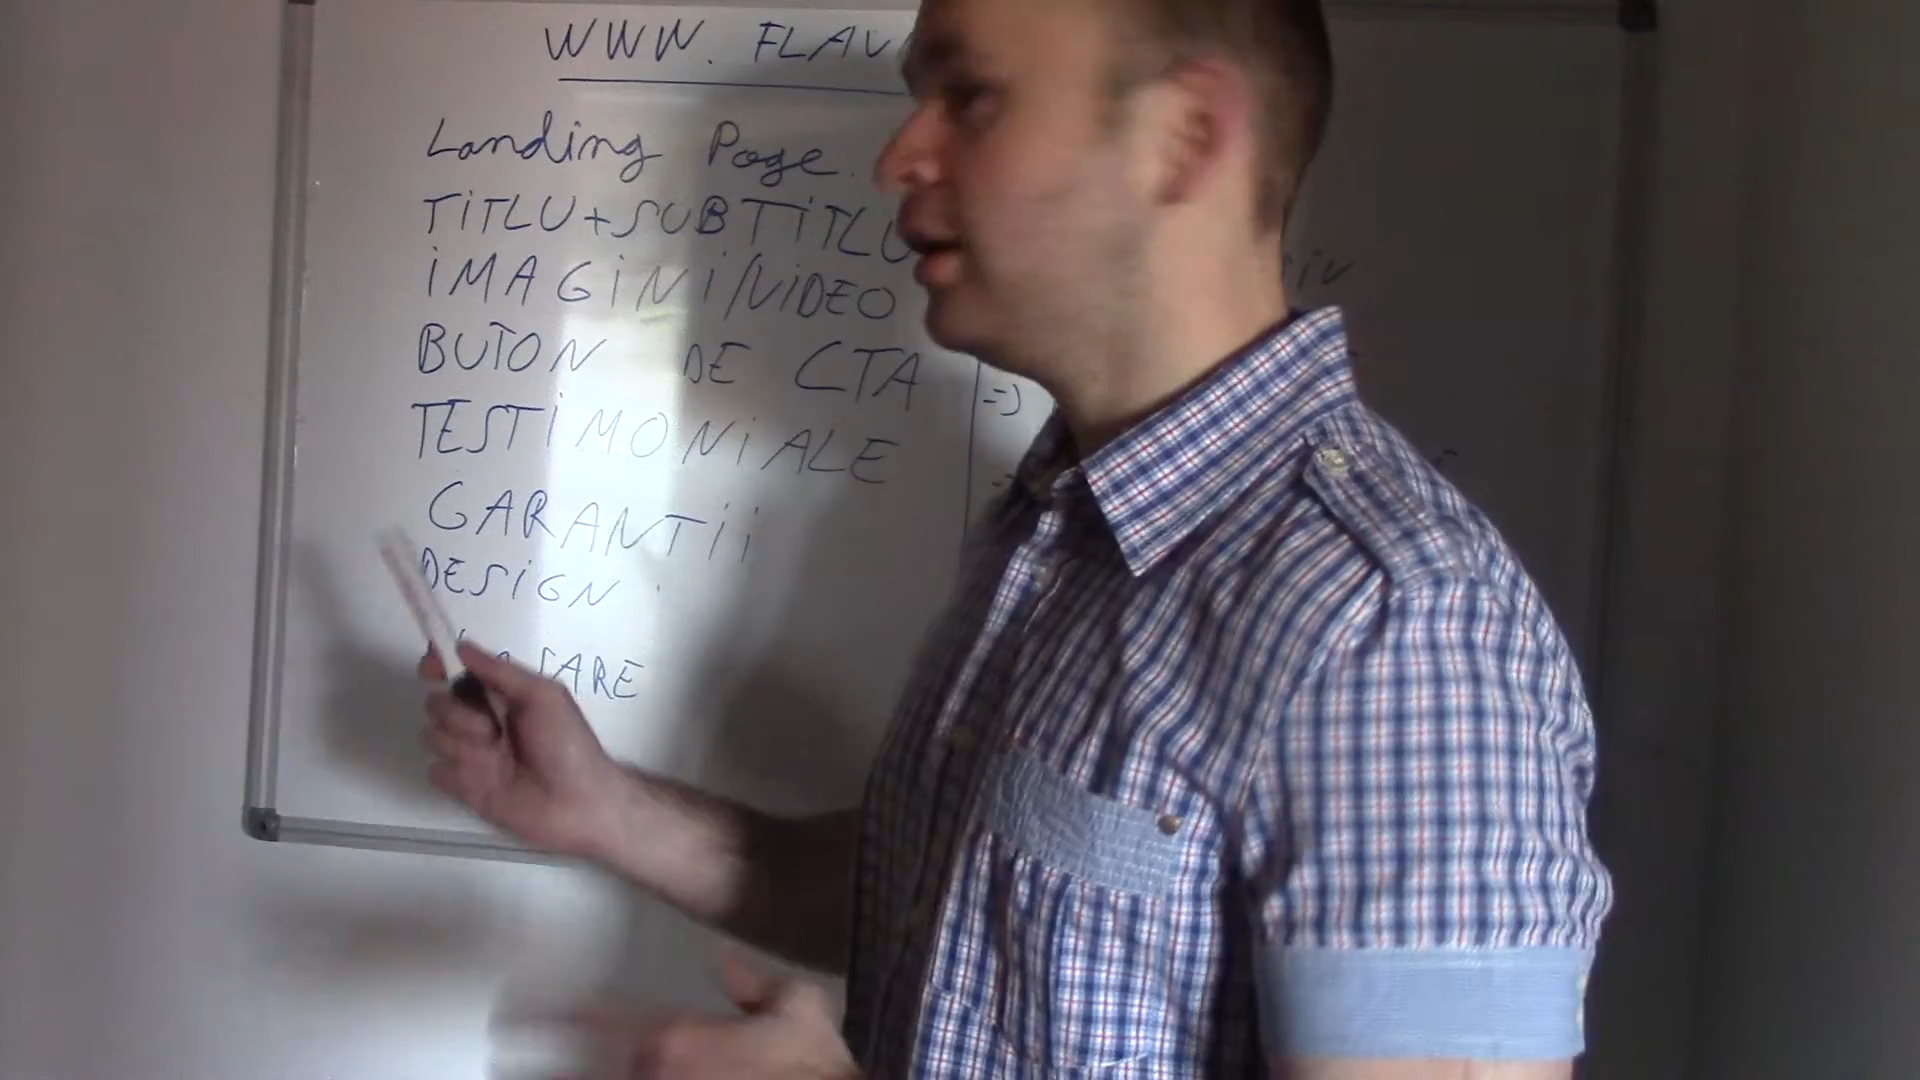 WWW. FLAV
Landing Page.
TITLU+SUBTITLU
IMAGINI/VIDEO
BUTON DE CTA
TESTIMONIALE
GARANTII
DESIGN
=)